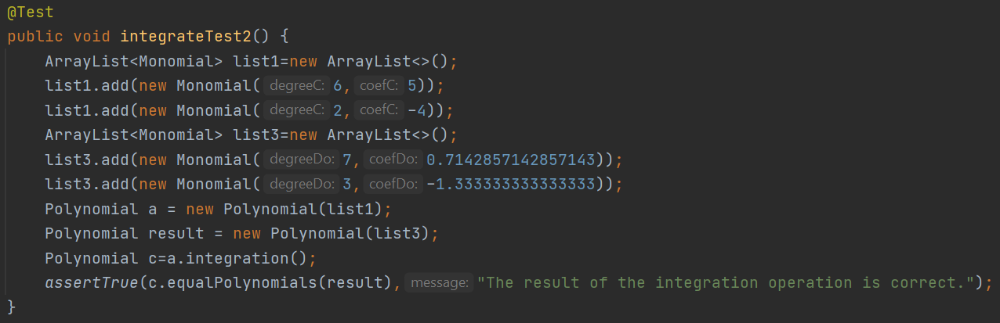 @Test
public void integrateTest2() {
ArrayList<Monomial> list1=new ArrayList<>();
list1.add(new Monomial( degreeC: 6, coefC: 5));
list1.add(new Monomial( degreeC: 2, coefC: -4));
ArrayList<Monomial> list3=new ArrayList<>();
list3.add(new Monomial( degreeDo: 7, coefDo: 0.7142857142857143));
list3.add(new Monomial( degreeDo: 3, coefDo: -1.333333333333333));
Polynomial a = new Polynomial(list1);
Polynomial result = new Polynomial(list3);
Polynomial c=a.integration();
assertTrue(c.equalPolynomials(result), message: "The result of the integration operation is correct.");
}